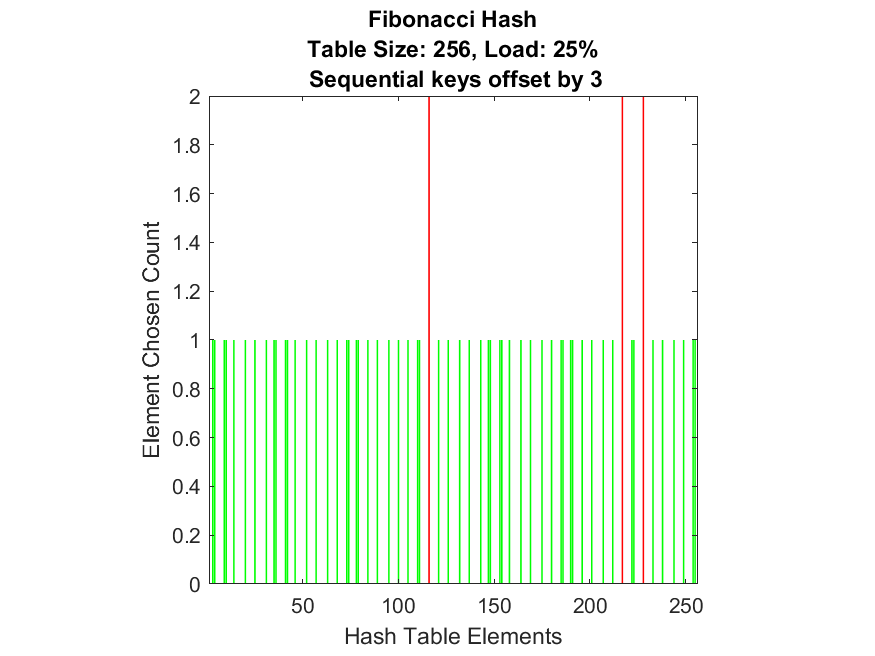 Fibonacci Hash
Table Size: 256, Load: 25%
Sequential keys offset by 3
2
1.8
1.6
1.4
1.2
1
0.8
0.6
0.4
0.2
0
Element Chosen Count
50 100 150 200 250
Hash Table Elements